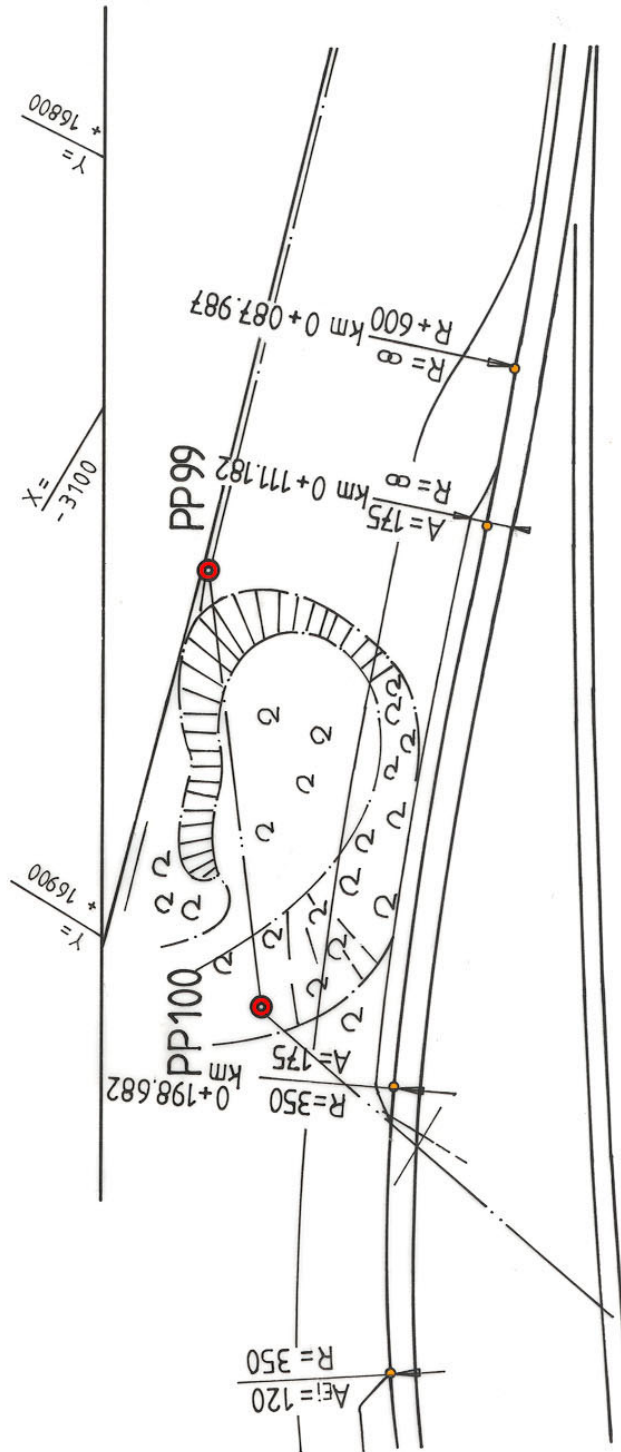 Y=
+ 16800
R=∞
R+600
km 0+087.987
X=
-3100
PP99
A=175
R=∞
km 0+111.182
Y=
+ 16900
PP100
R=350
A=175
km
0+198.682
AEi=120
R=350